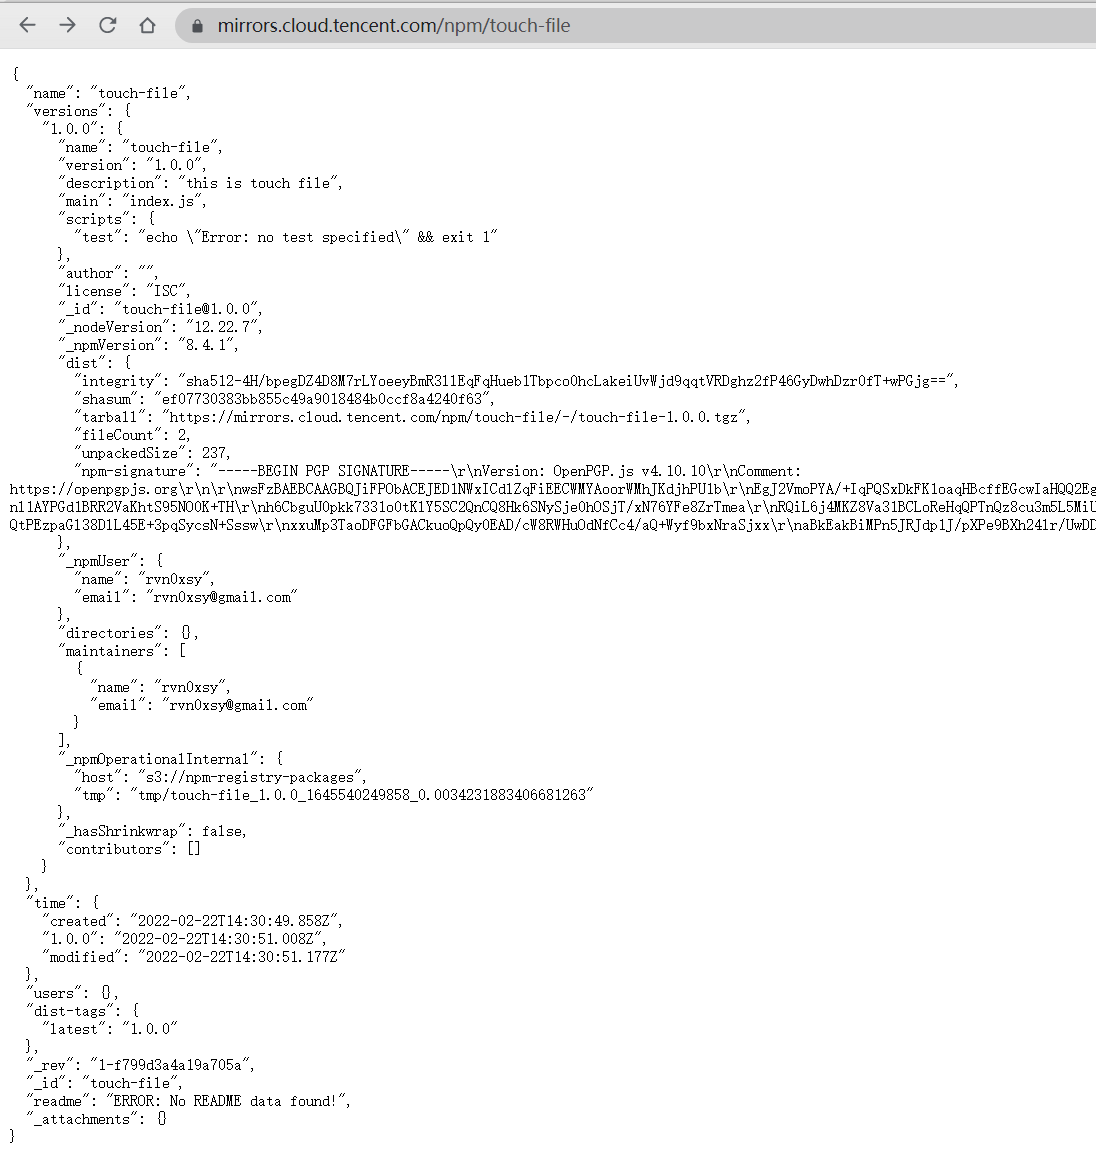 mirrors.cloud.tencent.com/npm/touch-file
{
"name": "touch-file",
"versions": {
"1.0.0": {
"name": "touch-file",
"version": "1.0.0",
"description": "this is touch file",
"main": "index.js",
"scripts": {
"test": "echo \"Error: no test specified\" && exit 1"
},
"author": "",
"license": "ISC",
"_id": "touch-file@1.0.0",
"_nodeVersion": "12.22.7",
"_npmVersion": "8.4.1",
"dist": {
"integrity": "sha512-4H/bpegDZ4D8M7rLYoeeyBmR311EqFqHueb1Tbpco0hcLakeiUvWjd9qqtVRDghz2fP46GyDwhDzr0fT+wPGjg==",
"shasum": "ef07730383bb855c49a9018484b0ccf8a4240f63",
"tarball": "https://mirrors.cloud.tencent.com/npm/touch-file/-/touch-file-1.0.0.tgz",
"fileCount": 2,
"unpackedSize": 237,
"npm-signature": "-----BEGIN PGP SIGNATURE-----\r\nVersion: OpenPGP.js v4.10.10\r\nComment:
https://openpgpjs.org\r\n\r\nwsFzBAEBCAAGBQJiFPObACEJED1NWxICd1ZqFiEECWMYAoorWMhJKdjhPU1b\r\nEgJ2VmoPYA/+IqPQSxDkFK1oaqHBcffEGcwIaHQQ2Eg
n11AYPGd1BRR2VaKhtS95NO0K+TH\r\nh6CbguU0pkk7331o0tK1Y5SC2QnCQ8Hk6SNySje0hOSjT/xN76YFe8ZrTmea\r\nRQiL6j4MKZ8Va31BCLoReHqQPTnQz8cu3m5L5MiU
QtPEzpaG138D1L45E+3pqSycsN+Sssw\r\nxxuMp3TaoDFGFbGACkuoQpQy0EAD/cW8RWHuOdNfCc4/aQ+Wyf9bxNraSjxx\r\naBkEakBiMPn5JRJdp1J/pXPe9BXh241r/UwDD
},
"_npmUser": {
"name": "rvn0xsy",
"email": "rvn0xsy@gmail.com"
},
"directories": {},
"maintainers": [
{
"name": "rvn0xsy",
"email": "rvn0xsy@gmail.com"
}
],
"_npmOperationalInternal": {
"host": "s3://npm-registry-packages",
"tmp": "tmp/touch-file_1.0.0_1645540249858_0.0034231883406681263"
},
"_hasShrinkwrap": false,
"contributors": []
}
},
"time": {
"created": "2022-02-22T14:30:49.858Z",
"1.0.0": "2022-02-22T14:30:51.008Z",
"modified": "2022-02-22T14:30:51.177Z"
},
"users": {},
"dist-tags": {
"latest": "1.0.0"
},
"_rev": "1-f799d3a4a19a705a",
"_id": "touch-file",
"readme": "ERROR: No README data found!",
"_attachments": {}
}